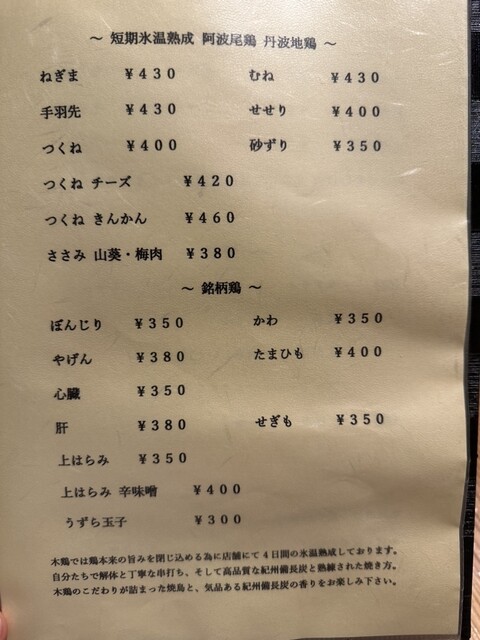 ～ 短期氷温熟成 阿波尾鶏 丹波地鶏 ～
ねぎま ￥４３０ むね ￥４３０
手羽先 ￥４３０ せせり ￥４００
つくね ￥４００ 砂ずり ￥３５０
つくね チーズ ￥４２０
つくね きんかん ￥４６０
ささみ 山葵・梅肉 ￥３８０
～ 銘柄鶏 ～
ぼんじり ￥３５０ かわ ￥３５０
やげん ￥３８０ たまひも ￥４００
心臓 ￥３５０
肝 ￥３８０ せぎも ￥３５０
上はらみ ￥３５０
上はらみ 辛味噌 ￥４００
うずら玉子 ￥３００
木鶏では鶏本来の旨みを閉じ込める為に店舗にて４日間の氷温熟成しております。
自分たちで解体と丁寧な串打ち、そして高品質な紀州備長炭と熟練された焼き方。
木鶏のこだわりが詰まった焼鳥と、気品ある紀州備長炭の香りをお楽しみ下さい。